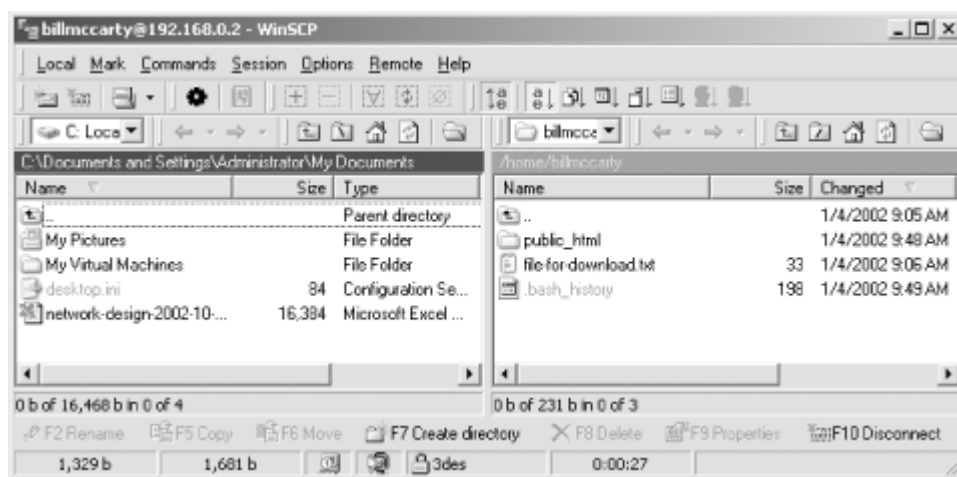 billmccarty@192.168.0.2 - WinSCP
Local Mark Commands Session Options Remote Help
C: Loca
bilmcca
C:\Documents and Settings\Administrator\My Documents
/home/billmccarty
Name Size Type
Name Size Changed
.. Parent directory
.. 1/4/2002 9:05 AM
My Pictures File Folder
public_html 1/4/2002 9:48 AM
My Virtual Machines File Folder
file-for-download.txt 33 1/4/2002 9:06 AM
desktop.ini 84 Configuration Se...
.bash_history 198 1/4/2002 9:49 AM
network-design-2002-10-... 16,384 Microsoft Excel ...
0 b of 16,468 b in 0 of 4
0 b of 231 b in 0 of 3
F2 Rename F5 Copy F6 Move F7 Create directory F8 Delete F9 Properties F10 Disconnect
1,329 b 1,681 b 3des 0:00:27